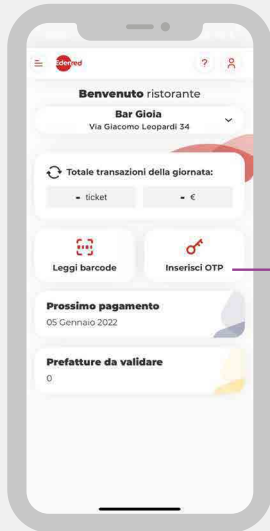 Edenred
?
Benvenuto ristorante
Bar Gioia
Via Giacomo Leopardi 34
Totale transazioni della giornata:
- ticket - €
Leggi barcode Inserisci OTP
Prossimo pagamento
05 Gennaio 2022
Prefatture da validare
0